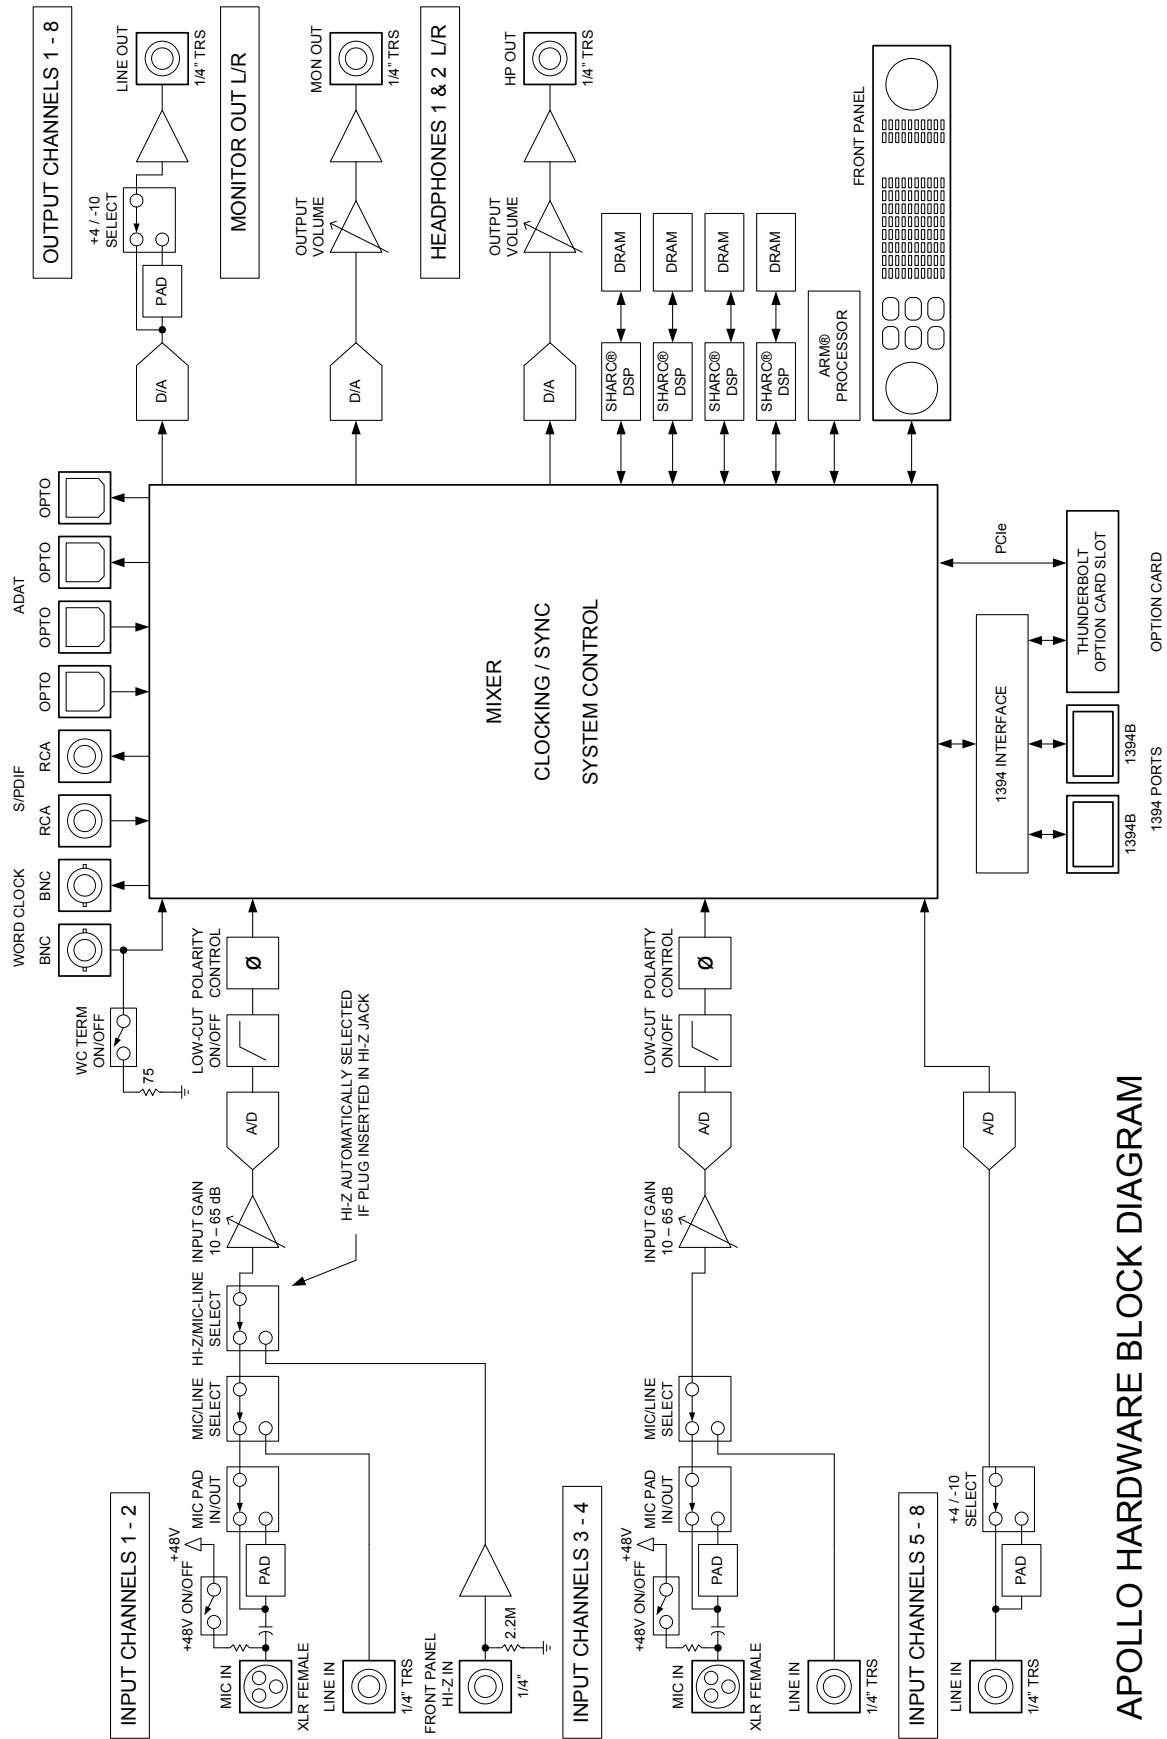 INPUT CHANNELS 1 - 2
+48V ON/OFF
+48V
MIC IN
XLR FEMALE
PAD
MIC PAD
IN/OUT
MIC/LINE
SELECT
HI-Z/MIC-LINE
SELECT
INPUT GAIN
10 – 65 dB
A/D
LOW-CUT
ON/OFF
POLARITY
CONTROL
Ø
LINE IN
1/4" TRS
FRONT PANEL
HI-Z IN
1/4"
2.2M
HI-Z AUTOMATICALLY SELECTED
IF PLUG INSERTED IN HI-Z JACK
WC TERM
ON/OFF
75
WORD CLOCK
BNC
BNC
S/PDIF
RCA
RCA
ADAT
OPTO
OPTO
OPTO
OPTO
INPUT CHANNELS 3 - 4
+48V ON/OFF
+48V
MIC IN
XLR FEMALE
PAD
MIC PAD
IN/OUT
MIC/LINE
SELECT
INPUT GAIN
10 – 65 dB
A/D
LOW-CUT
ON/OFF
POLARITY
CONTROL
Ø
LINE IN
1/4" TRS
INPUT CHANNELS 5 - 8
LINE IN
1/4" TRS
PAD
+4 / -10
SELECT
A/D
MIXER
CLOCKING / SYNC
SYSTEM CONTROL
OUTPUT CHANNELS 1 - 8
D/A
PAD
+4 / -10
SELECT
LINE OUT
1/4" TRS
MONITOR OUT L/R
D/A
OUTPUT
VOLUME
MON OUT
1/4" TRS
HEADPHONES 1 & 2 L/R
D/A
OUTPUT
VOLUME
HP OUT
1/4" TRS
SHARC®
DSP
DRAM
SHARC®
DSP
DRAM
SHARC®
DSP
DRAM
SHARC®
DSP
DRAM
ARM®
PROCESSOR
FRONT PANEL
1394 INTERFACE
PCIe
1394B
1394B
1394 PORTS
THUNDERBOLT
OPTION CARD SLOT
OPTION CARD
APOLLO HARDWARE BLOCK DIAGRAM